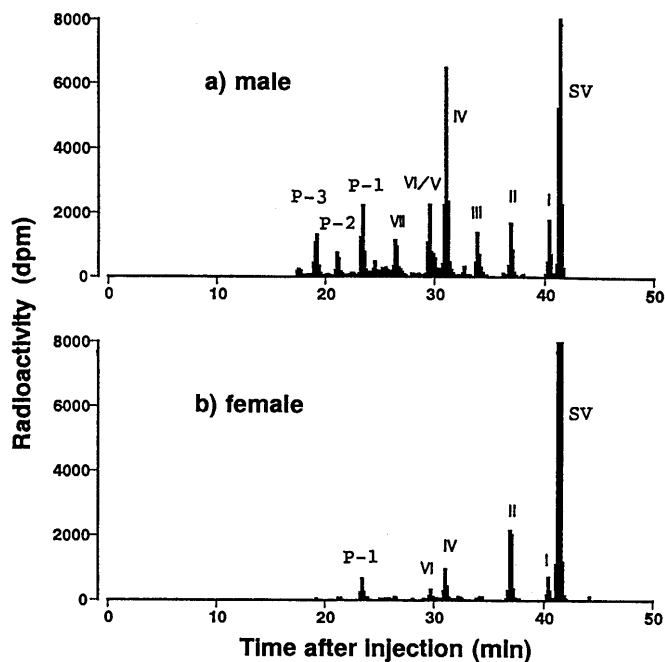 8000
a) male
SV
6000
IV
4000
P-3
P-2
P-1
VII
VI/V
III
II
I
2000
0
0 10 20 30 40 50
Radioactivity (dpm)
8000
b) female
SV
6000
4000
2000
P-1
VI
IV
II
I
0
0 10 20 30 40 50
Time after Injection (min)